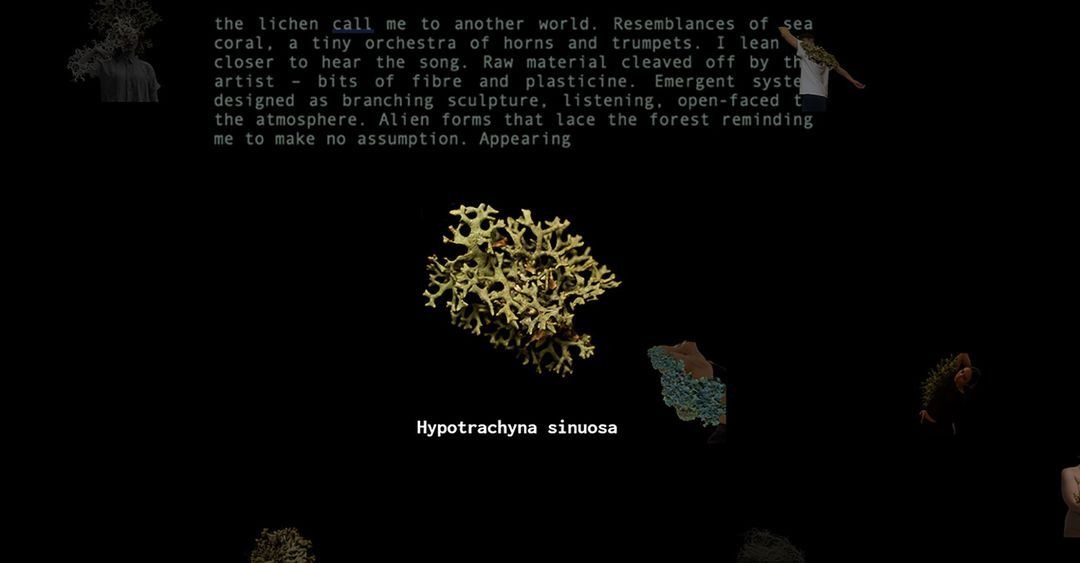 the lichen call me to another world. Resemblances of sea
coral, a tiny orchestra of horns and trumpets. I lean
closer to hear the song. Raw material cleaved off by
artist – bits of fibre and plasticine. Emergent
designed as branching sculpture, listening, open-faced
the atmosphere. Alien forms that lace the forest reminding
me to make no assumption. Appearing
Hypotrachyna sinuosa